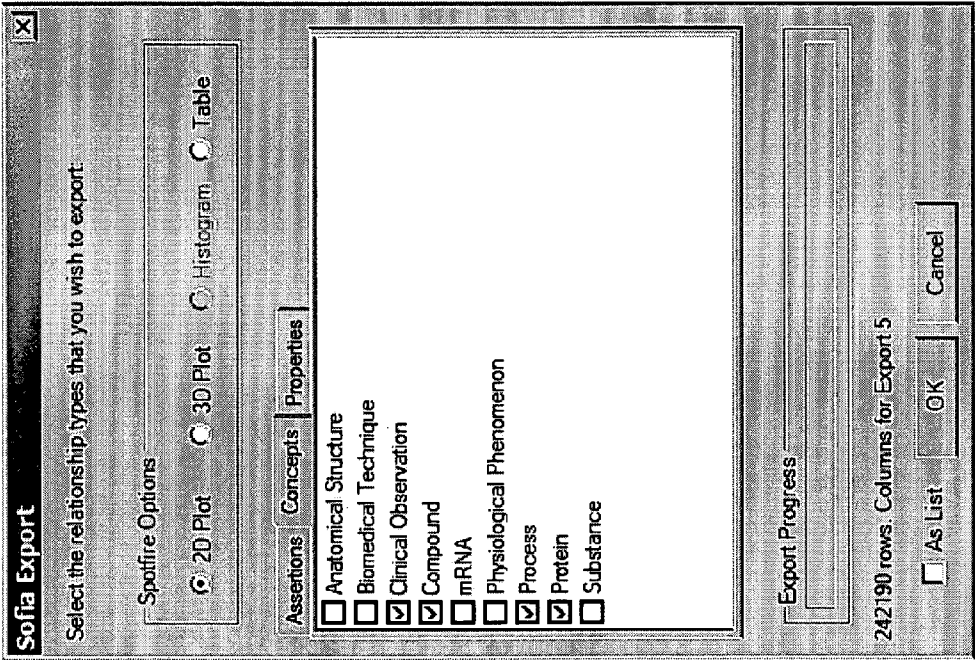 Sofia Export
Select the relationship types that you wish to export:
Spotfire Options
2D Plot 3D Plot Histogram Table
Assertions Concepts Properties
Anatomical Structure
Biomedical Technique
Clinical Observation
Compound
mRNA
Physiological Phenomenon
Process
Protein
Substance
Export Progress
242190 rows. Columns for Export 5
As List OK Cancel